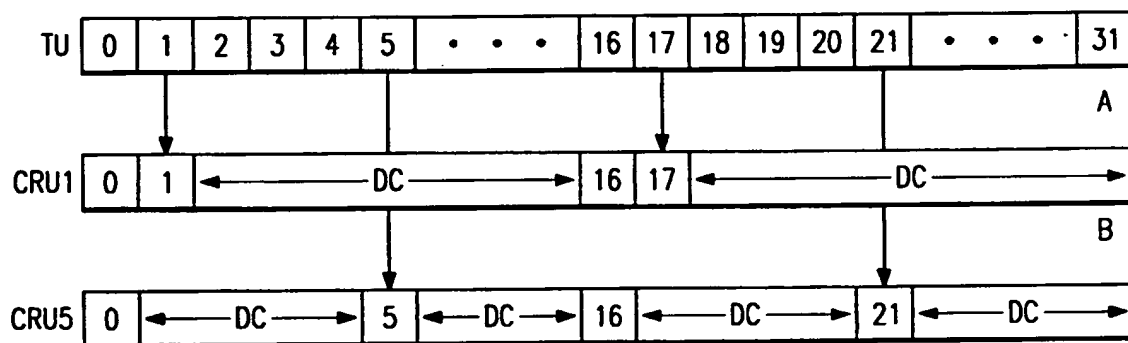 TU 0 1 2 3 4 5 • • • 16 17 18 19 20 21 • • • 31
A
CRU1 0 1 DC 16 17 DC
B
CRU5 0 DC 5 DC 16 DC 21 DC